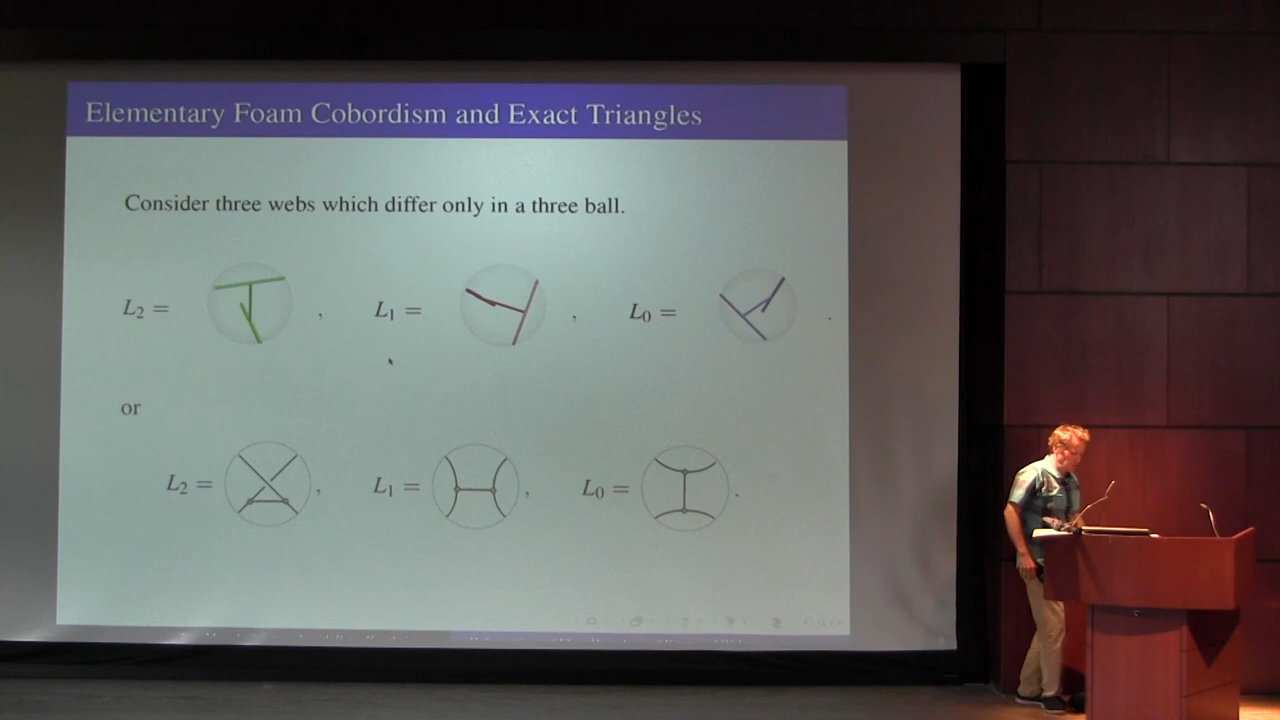 Elementary Foam Cobordism and Exact Triangles
Consider three webs which differ only in a three ball.
L₂ = , L₁ = , L₀ = .
or
L₂ = , L₁ = , L₀ = .